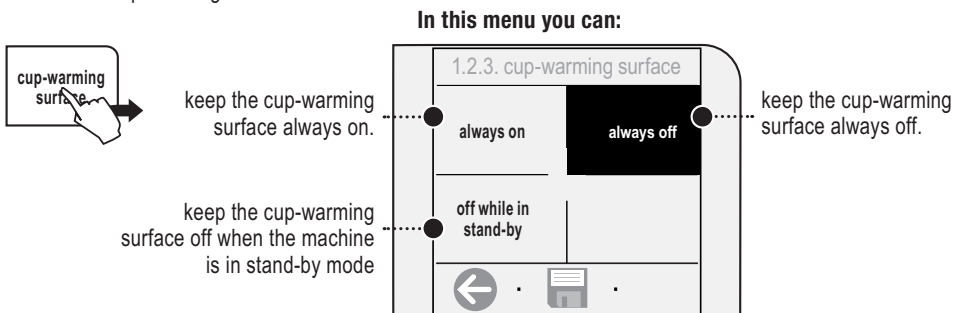 In this menu you can:
cup-warming
surface
keep the cup-warming
surface always on.
1.2.3. cup-warming surface
always on
always off
keep the cup-warming
surface always off.
keep the cup-warming
surface off when the machine
is in stand-by mode
off while in
stand-by